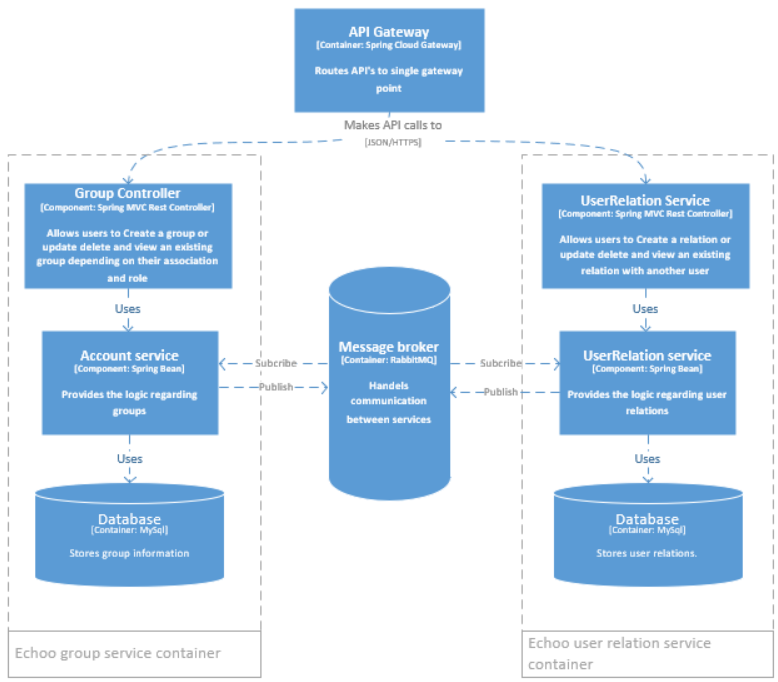 API Gateway
[Container: Spring Cloud Gateway]
Routes API's to single gateway
point
Makes API calls to
[JSON/HTTPS]
Group Controller
[Component: Spring MVC Rest Controller]
Allows users to Create a group or
update delete and view an existing
group depending on their association
and role
Uses
Account service
[Component: Spring Bean]
Provides the logic regarding
groups
Uses
Database
[Container: MySql]
Stores group information
Echoo group service container
Subcribe
Publish
Message broker
[Container: RabbitMQ]
Handels
communication
between services
Subcribe
Publish
UserRelation Service
[Component: Spring MVC Rest Controller]
Allows users to Create a relation or
update delete and view an existing
relation with another user
Uses
UserRelation service
[Component: Spring Bean]
Provides the logic regarding user
relations
Uses
Database
[Container: MySql]
Stores user relations.
Echoo user relation service
container